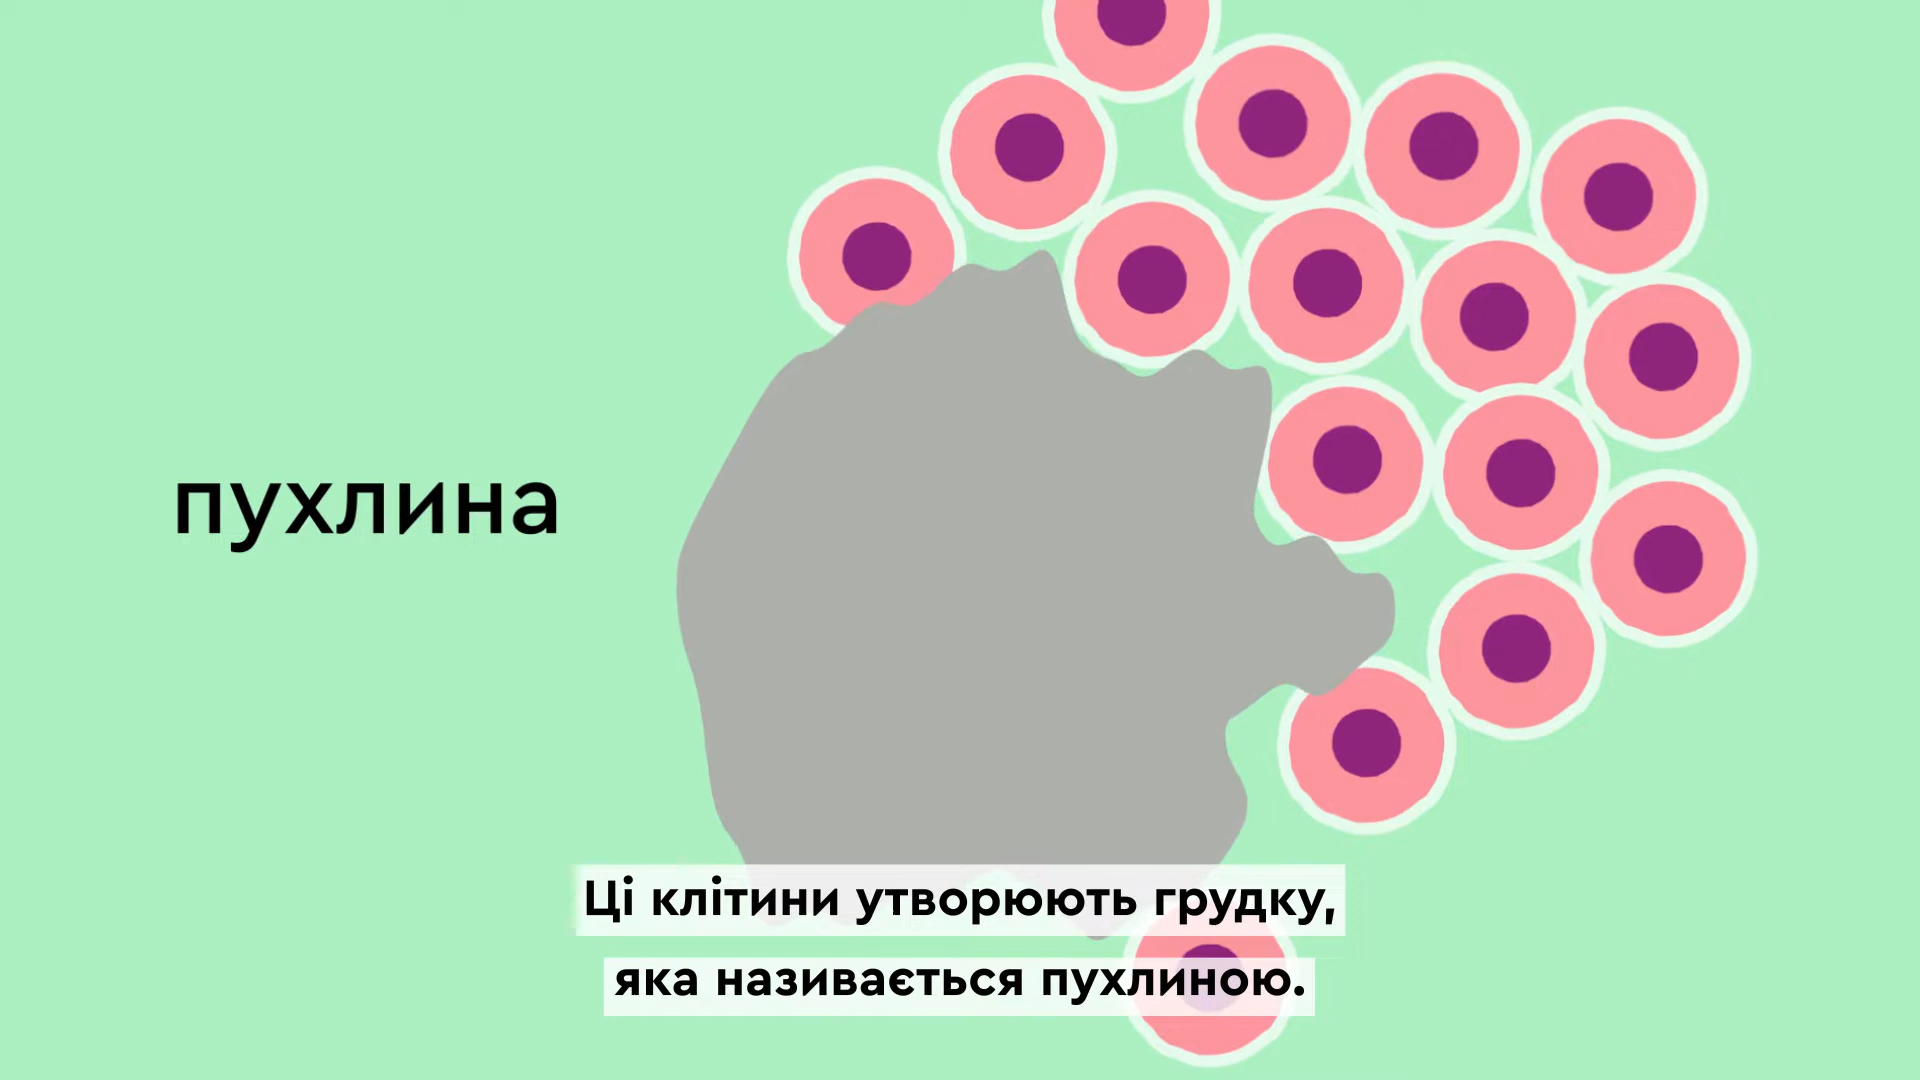 пухлина
Ці клітини утворюють грудку,
яка називається пухлиною.